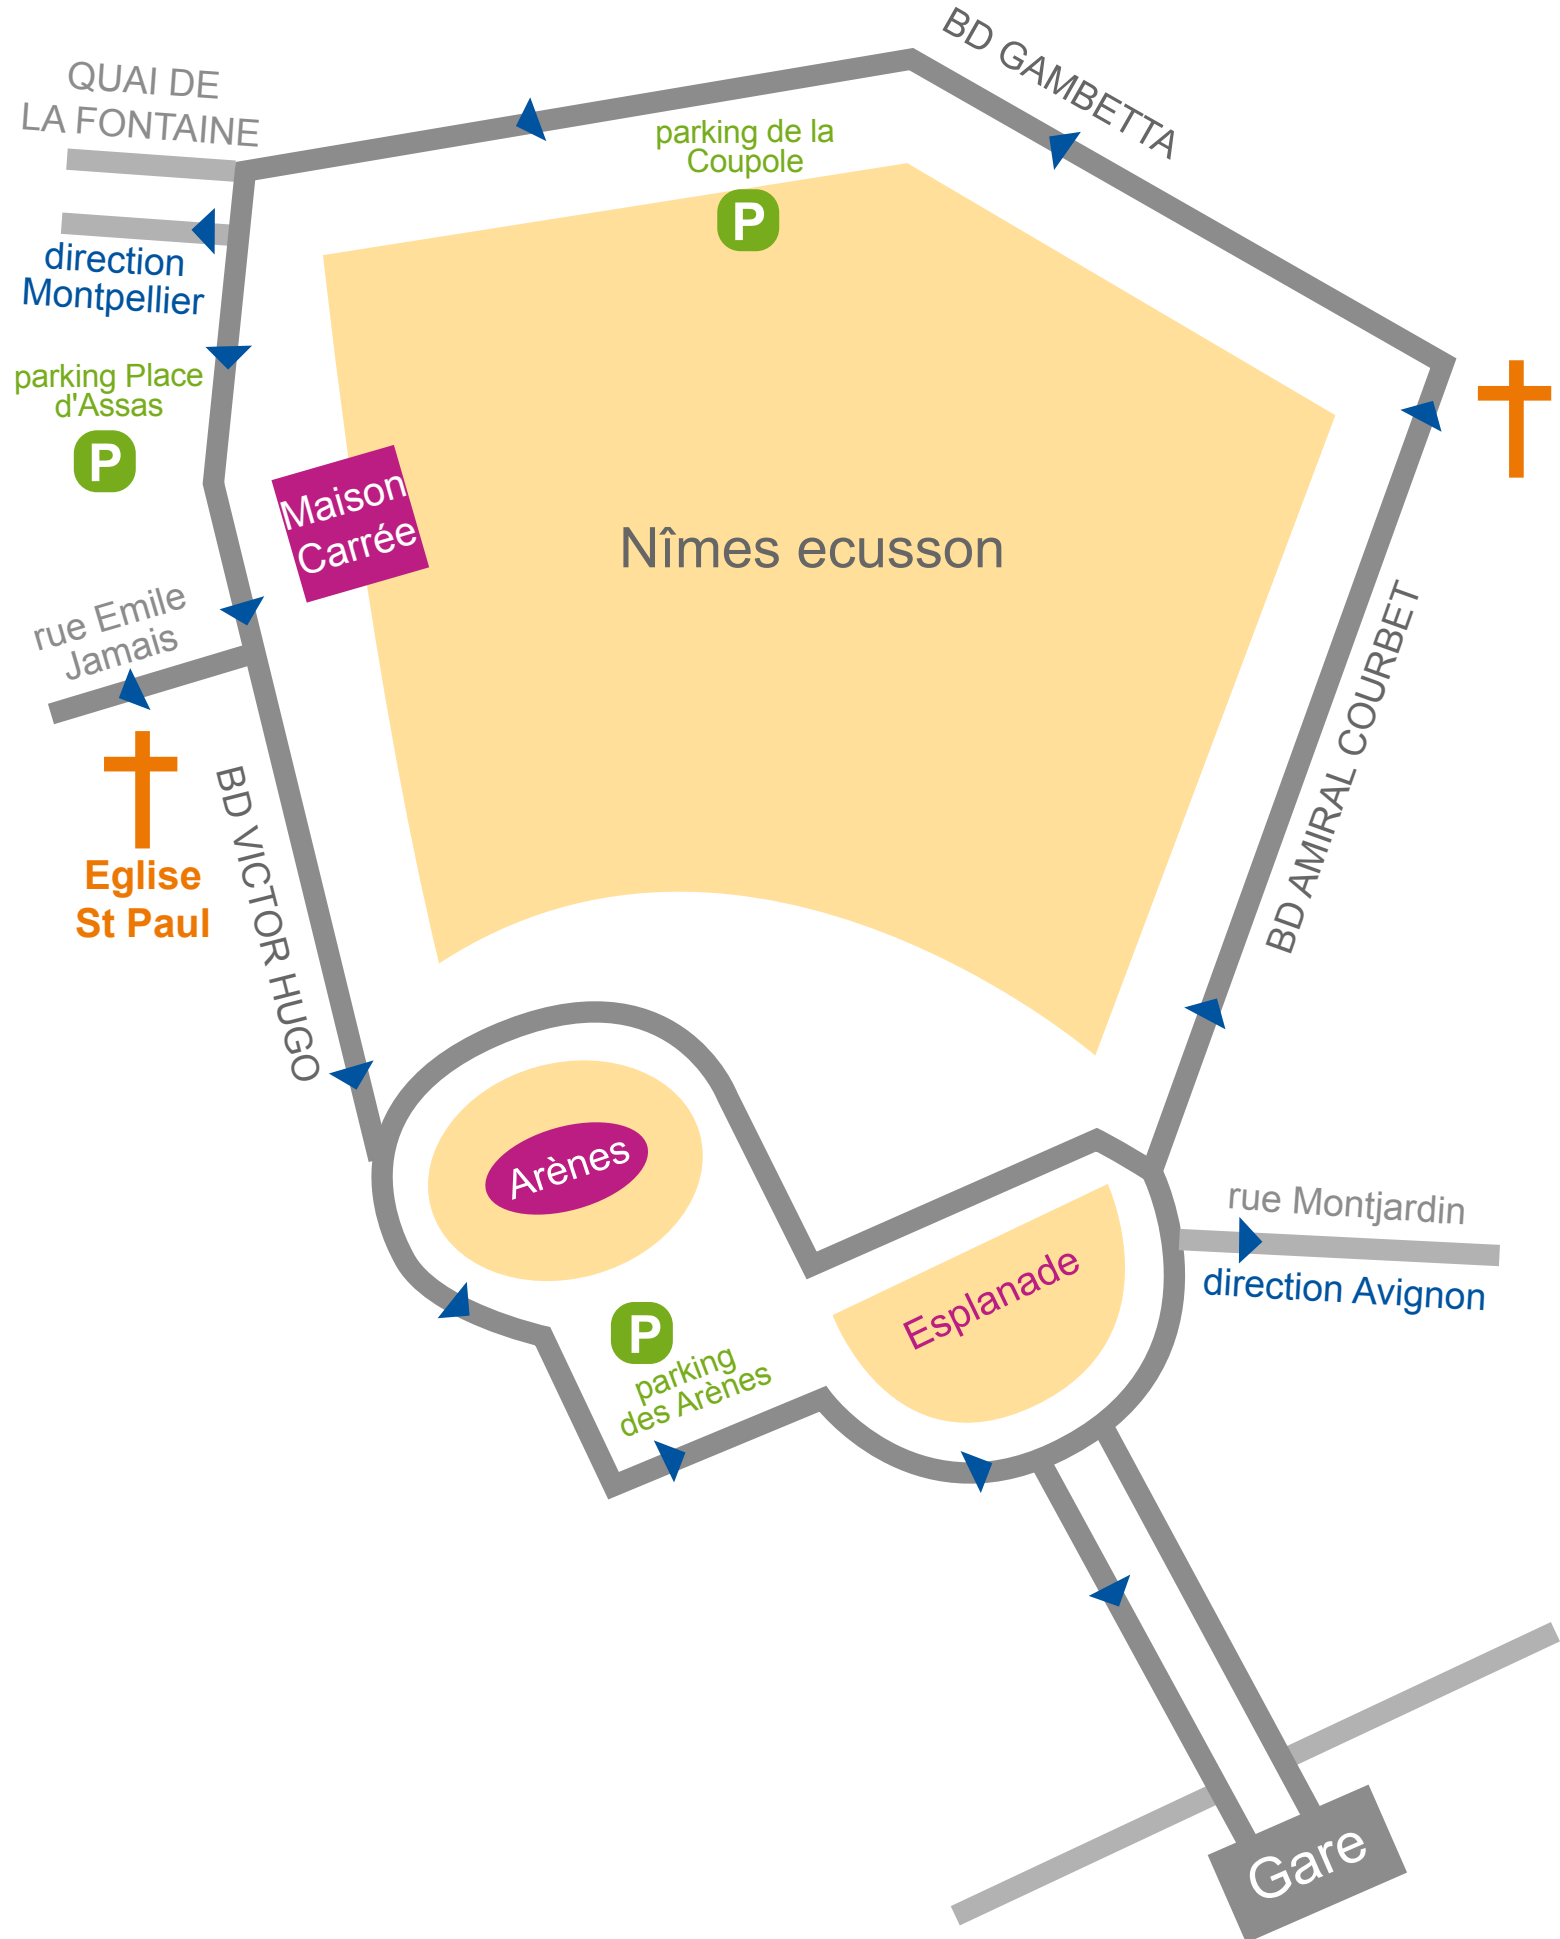 BD GAMBETTA
QUAI DE
LA FONTAINE
parking de la
Coupole
P
direction
Montpellier
parking Place
d'Assas
P
Maison
Carrée
Nîmes ecusson
rue Emile
Jamais
BD AMIRAL COURBET
BD VICTOR HUGO
Eglise
St Paul
Arènes
rue Montjardin
direction Avignon
Esplanade
P
parking
des Arènes
Gare